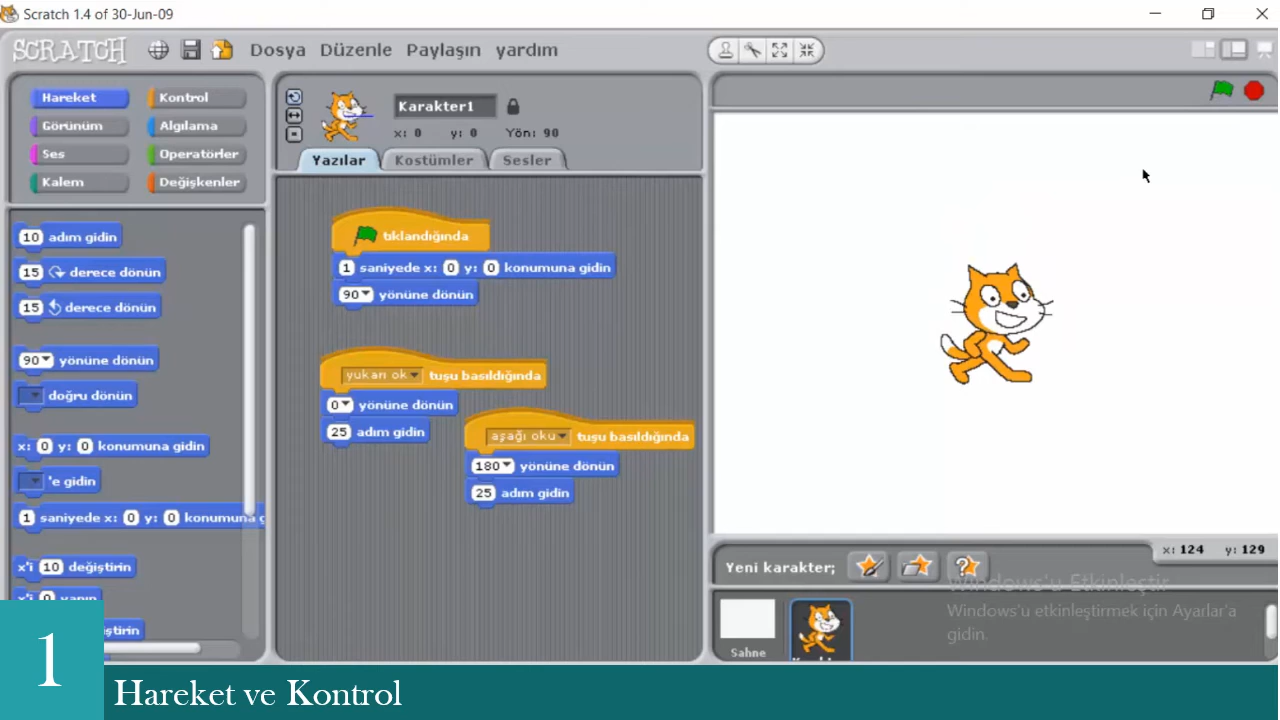 Scratch 1.4 of 30-Jun-09
SCRATCH Dosya Düzenle Paylaşın yardım
Hareket Kontrol
Görünüm Algılama
Ses Operatörler
Kalem Değişkenler
10 adım gidin
15 derece dönün
15 derece dönün
90 yönüne dönün
doğru dönün
x: 0 y: 0 konumuna gidin
'e gidin
1 saniyede x: 0 y: 0 konumuna g
x'i 10 değiştirin
x'i 0 yapın
ştirin
Karakter1
x: 0 y: 0 Yön: 90
Yazılar Kostümler Sesler
tıklandığında
1 saniyede x: 0 y: 0 konumuna gidin
90 yönüne dönün
yukarı ok tuşu basıldığında
0 yönüne dönün
25 adım gidin
aşağı oku tuşu basıldığında
180 yönüne dönün
25 adım gidin
x: 124 y: 129
Yeni karakter;
Windows'u Etkinleştir
Windows'u etkinleştirmek için Ayarlar'a
gidin.
Sahne
1
Hareket ve Kontrol